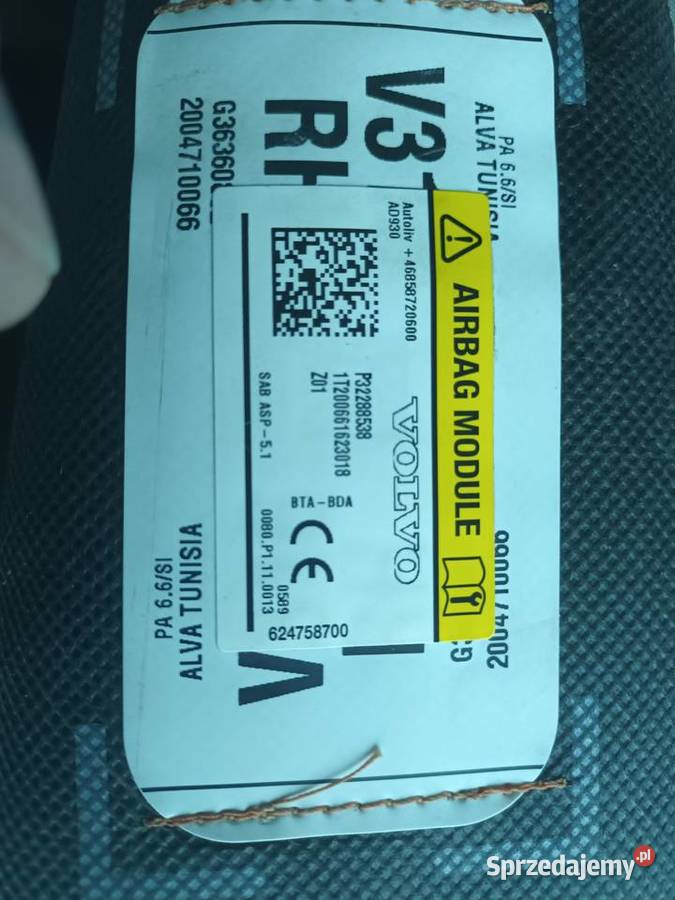 PA 6.6/SI
ALVA TUNISIA
V3
RH
G36360
2004710066
AIRBAG MODULE
Autoliv +46858720600
AD930
VOLVO
P32288538
1T200661623018
Z01
SAB ASP-5.1
BTA-BDA
CE
0589
0080.P1.11.0013
624758700
PA 6.6/SI
ALVA TUNISIA
Sprzedajemy.pl